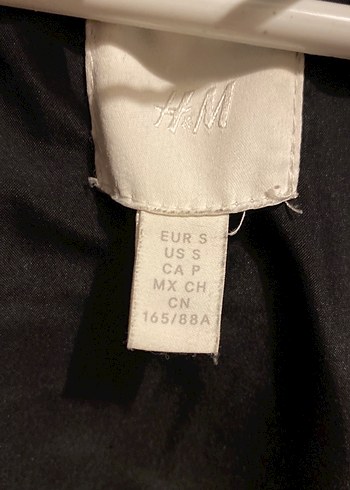 H&M
EUR S
US S
CA P
MX CH
CN
165/88A